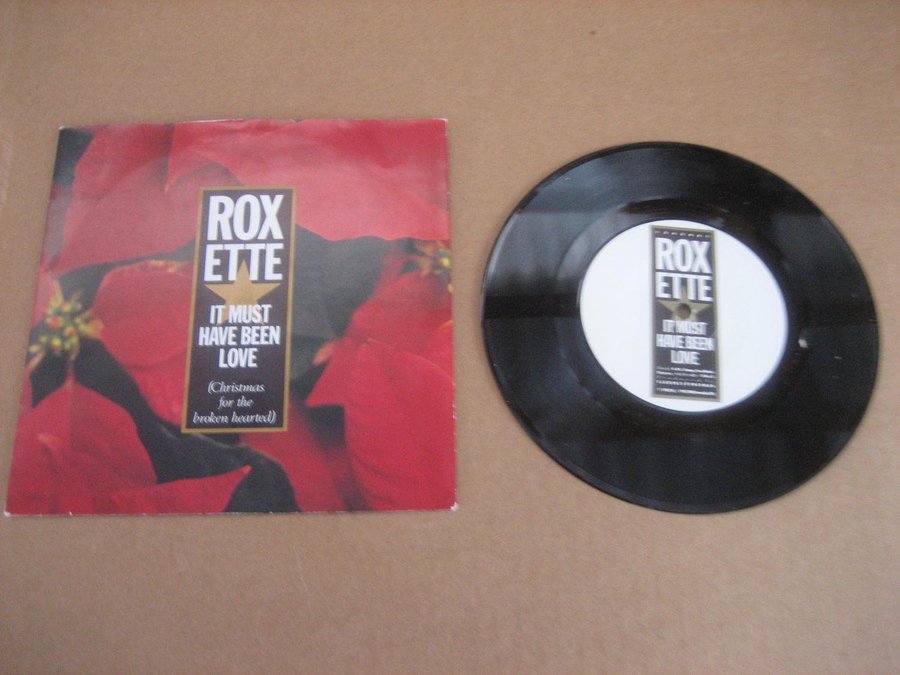 ROX
ETTE
IT MUST
HAVE BEEN
LOVE
(Christmas
for the
broken hearted)
ROX
ETTE
IT MUST
HAVE BEEN
LOVE